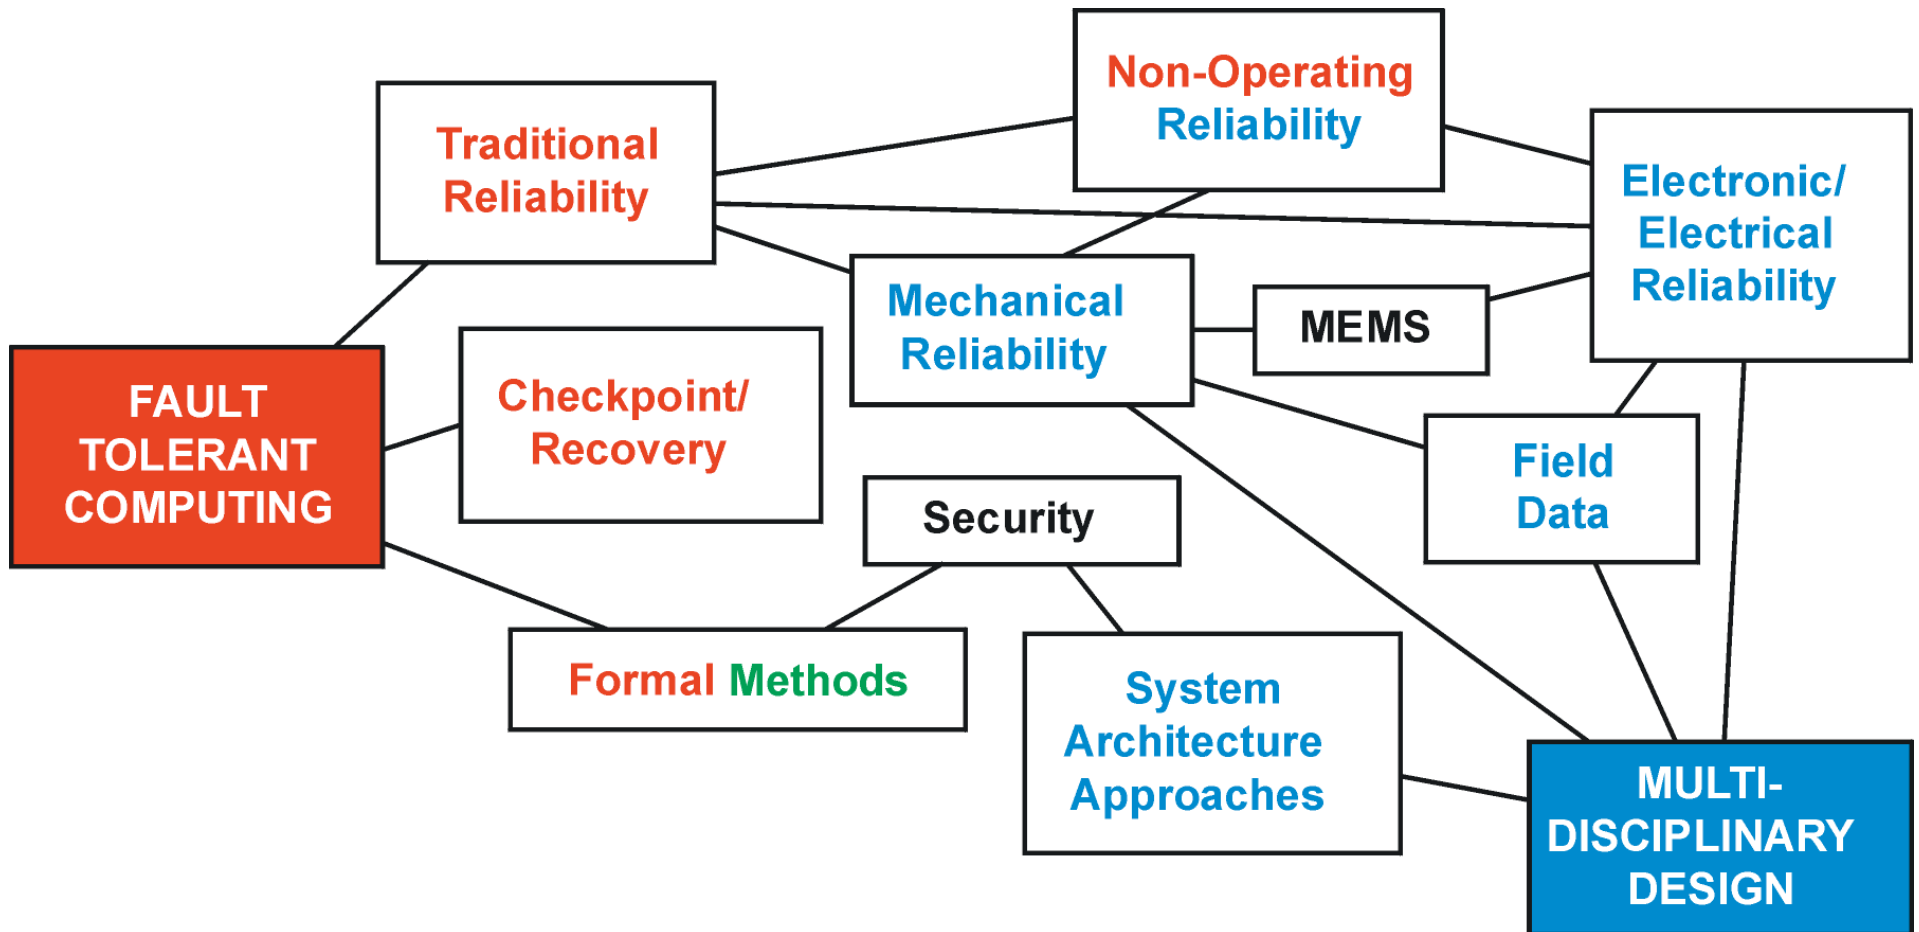 Non-Operating
Reliability
Traditional
Reliability
Electronic/
Electrical
Reliability
Mechanical
Reliability
MEMS
FAULT
TOLERANT
COMPUTING
Checkpoint/
Recovery
Field
Data
Security
Formal Methods
System
Architecture
Approaches
MULTI-
DISCIPLINARY
DESIGN